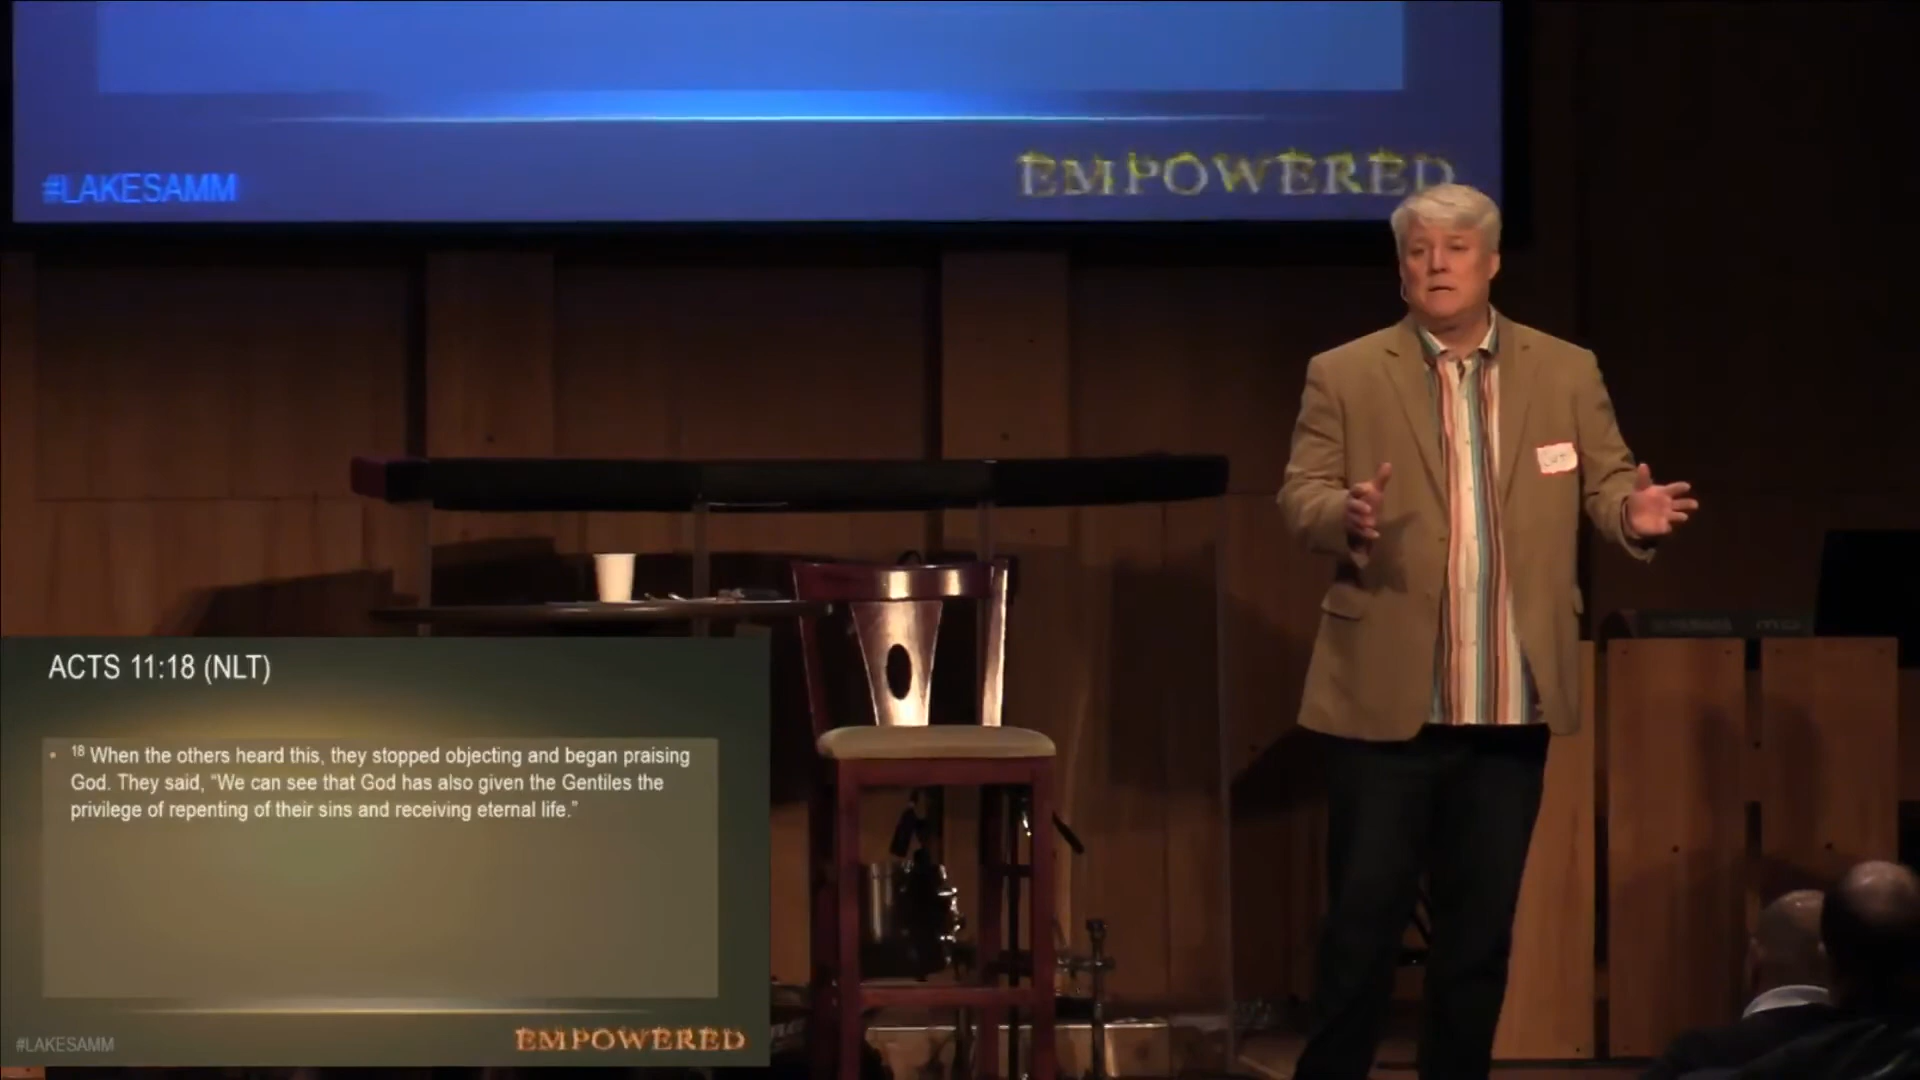 #LAKESAMM
EMPOWERED
ACTS 11:18 (NLT)
• 18 When the others heard this, they stopped objecting and began praising
God. They said, “We can see that God has also given the Gentiles the
privilege of repenting of their sins and receiving eternal life.”
#LAKESAMM
EMPOWERED